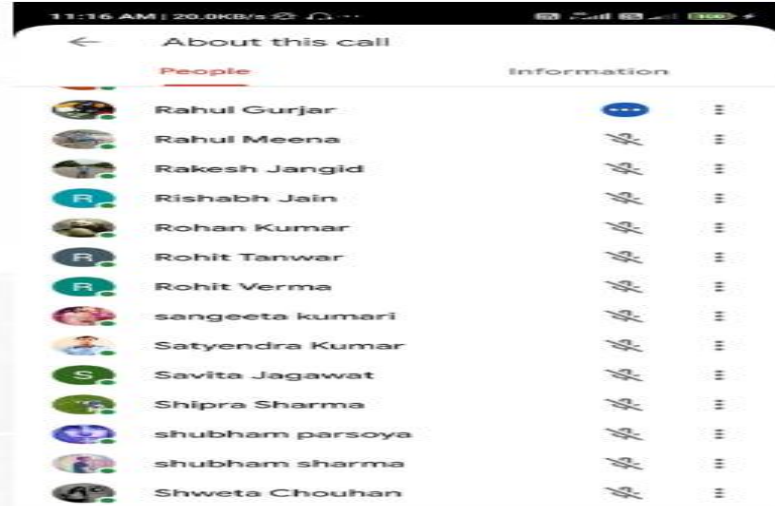 11:16 AM | 20.0KB/s
About this call
People Information
Rahul Gurjar
Rahul Meena
Rakesh Jangid
R Rishabh Jain
Rohan Kumar
R Rohit Tanwar
R Rohit Verma
sangeeta kumari
Satyendra Kumar
S Savita Jagawat
Shipra Sharma
shubham parsoya
shubham sharma
Shweta Chouhan